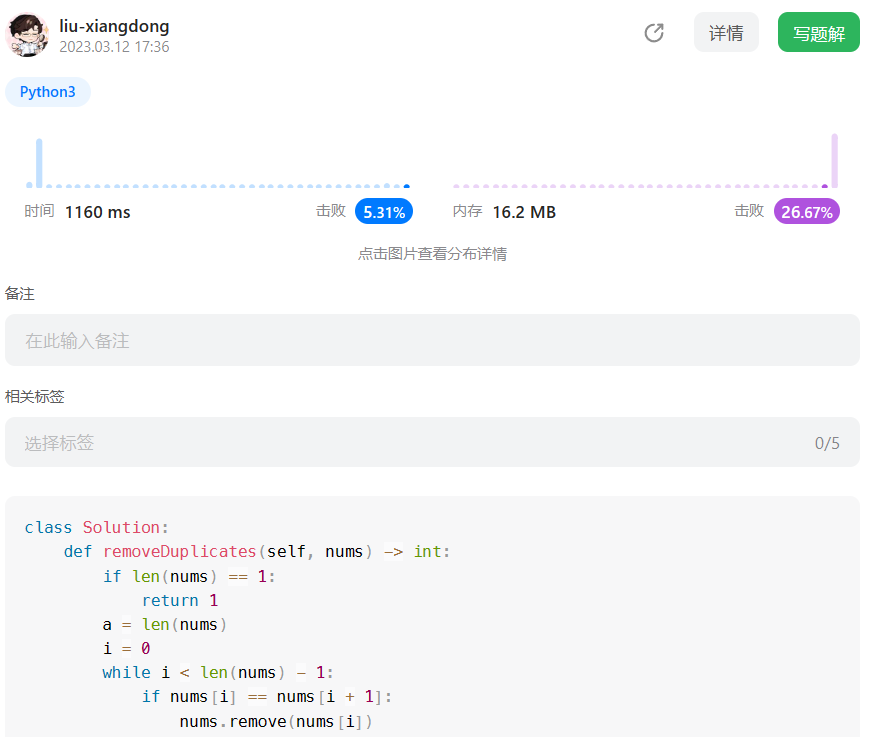 liu-xiangdong
2023.03.12 17:36
详情
写题解
Python3
时间 1160 ms 击败 5.31%
内存 16.2 MB 击败 26.67%
点击图片查看分布详情
备注
在此输入备注
相关标签
选择标签 0/5
class Solution:
    def removeDuplicates(self, nums) -> int:
        if len(nums) == 1:
            return 1
        a = len(nums)
        i = 0
        while i < len(nums) - 1:
            if nums[i] == nums[i + 1]:
                nums.remove(nums[i])